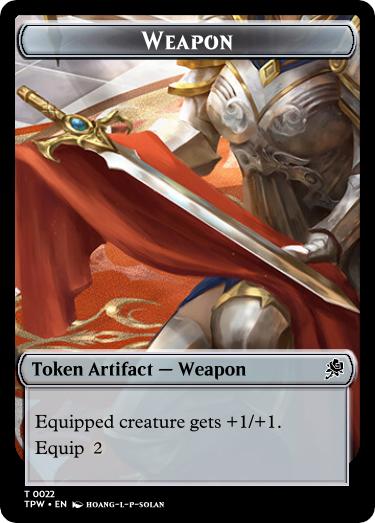 WEAPON
Token Artifact — Weapon
Equipped creature gets +1/+1.
Equip 2
T 0022
TPW • EN HOANG-L-P-SOLAN